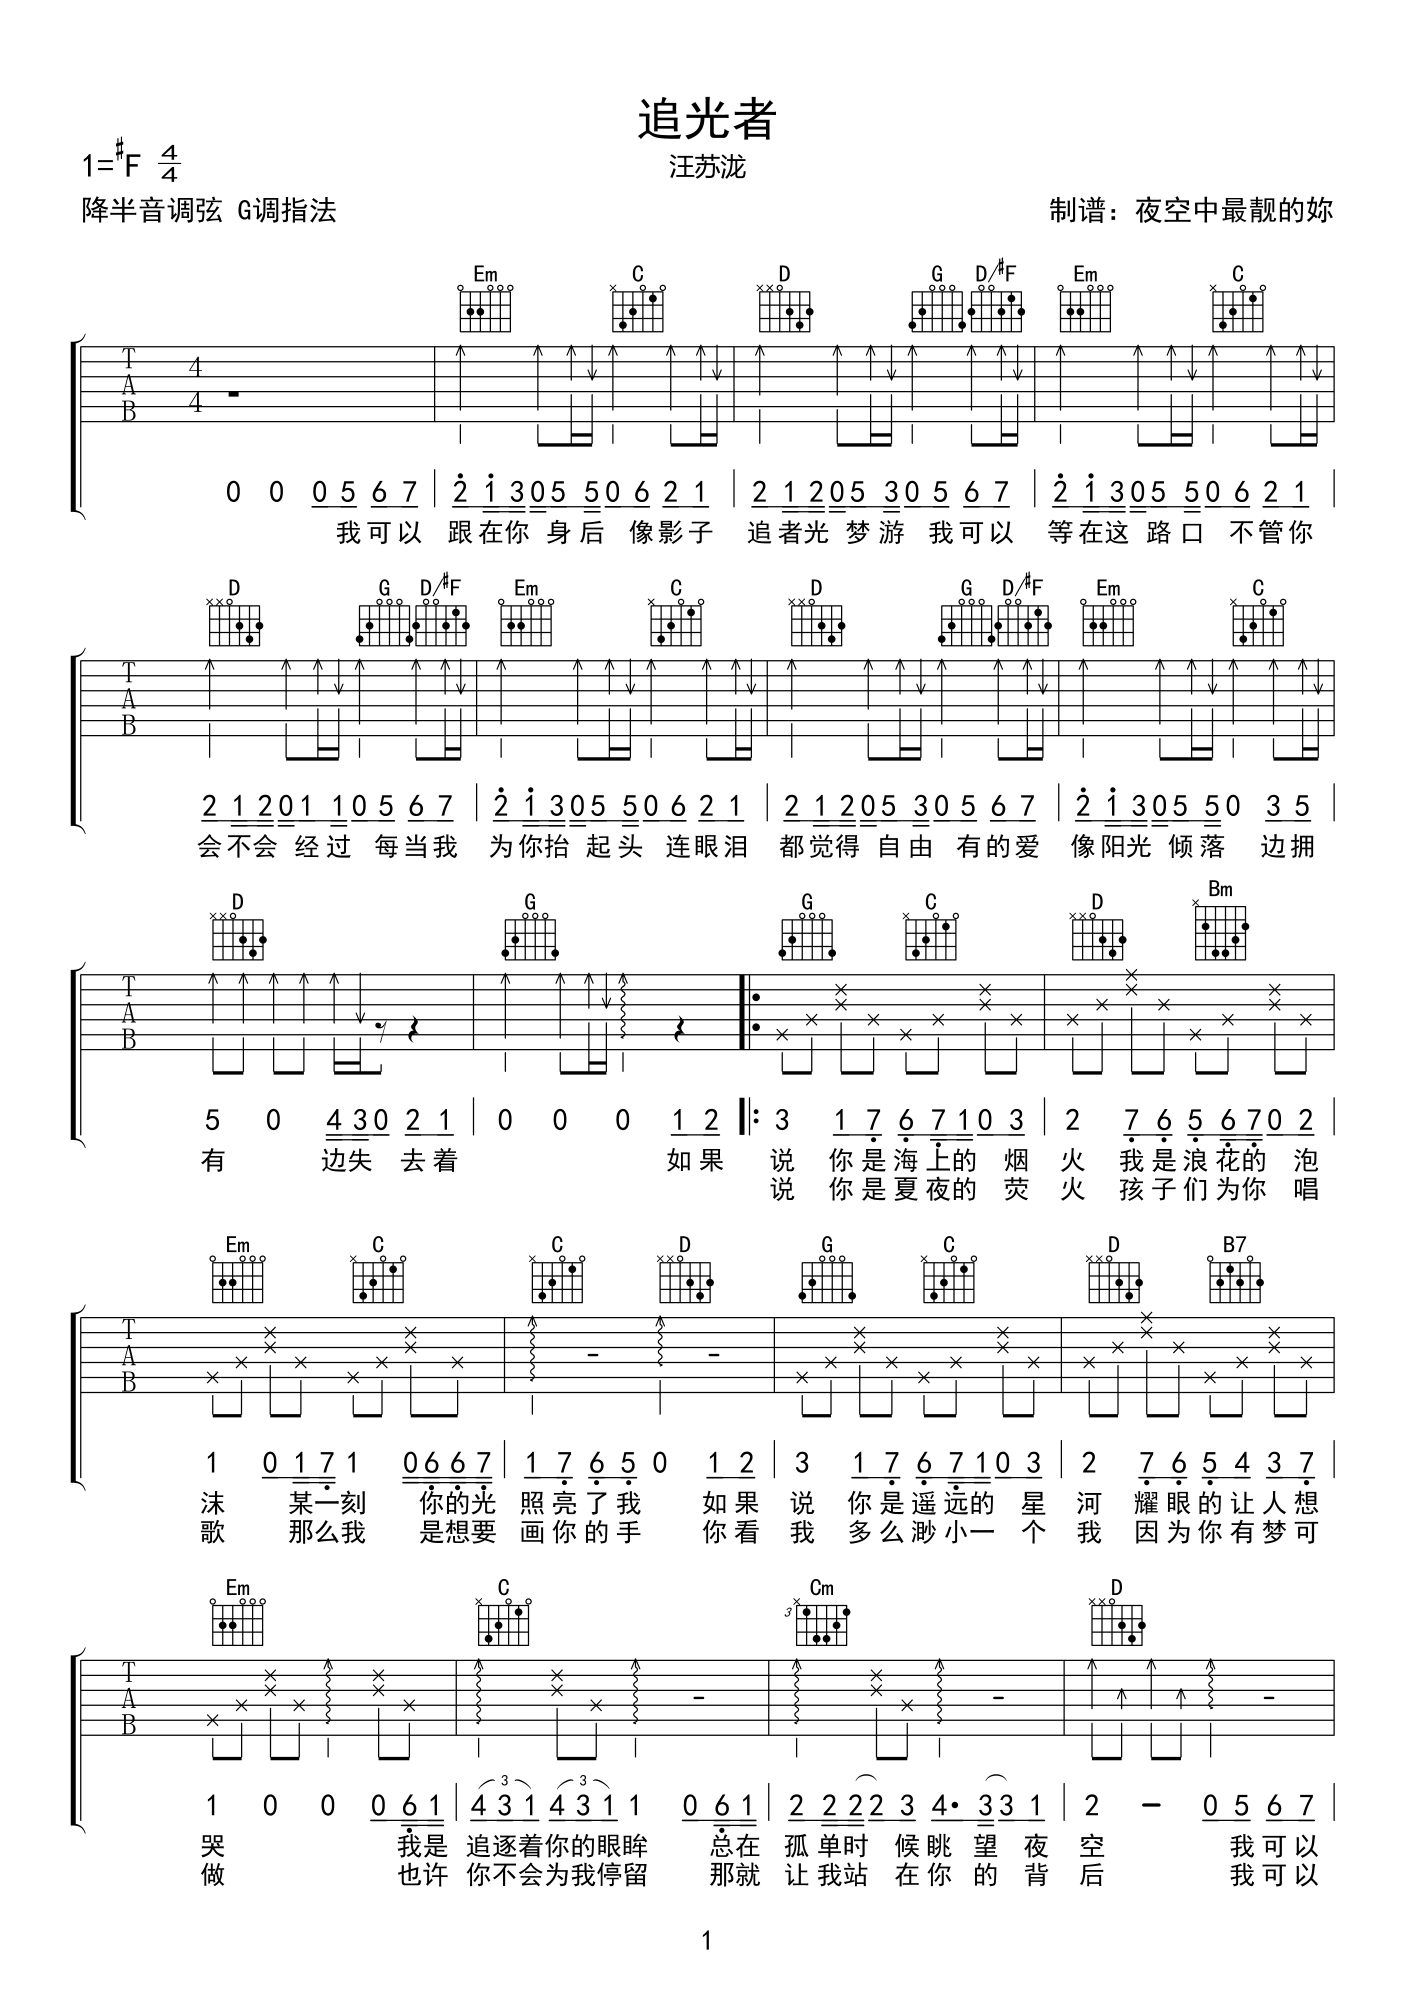 追光者
1=#F 4/4
汪苏泷
降半音调弦 G调指法
制谱：夜空中最靓的妳
Em C D G D/#F Em C
T A B 4/4
0 0 0 5 6 7 2 1 3 0 5 5 0 6 2 1 2 1 2 0 5 3 0 5 6 7 2 1 3 0 5 5 0 6 2 1
我可以 跟在你 身后 像影子 追者光 梦游 我可以 等在这 路口 不管你
D G D/#F Em C D G D/#F Em C
T A B
2 1 2 0 1 1 0 5 6 7 2 1 3 0 5 5 0 6 2 1 2 1 2 0 5 3 0 5 6 7 2 1 3 0 5 5 0 3 5
会不会 经过 每当我 为你抬 起头 连眼泪 都觉得 自由 有的爱 像阳光 倾落 边拥
D G G C D Bm
T A B
5 0 4 3 0 2 1 0 0 0 1 2 3 1 7 6 7 1 0 3 2 7 6 5 6 7 0 2
有 边失 去着 如果 说 你是海上的 烟 火 我是浪花的 泡
说 你是夏夜的 荧 火 孩子们为你 唱
Em C C D G C D B7
T A B
1 0 1 7 1 0 6 6 7 1 7 6 5 0 1 2 3 1 7 6 7 1 0 3 2 7 6 5 4 3 7
沫 某一刻 你的光 照亮了我 如果 说 你是遥远的 星 河 耀眼的让人想
歌 那么我 是想要 画你的手 你看 我 多么渺小一 个 我 因为你有梦可
Em C Cm D
3
T A B
3 3
1 0 0 0 6 1 4 3 1 4 3 1 1 0 6 1 2 2 2 2 3 4· 3 3 1 2 — 0 5 6 7
哭 我是 追逐着你的眼眸 总在 孤单时 候眺 望 夜 空 我可以
做 也许 你不会为我停留 那就 让我站 在你 的 背 后 我可以
1